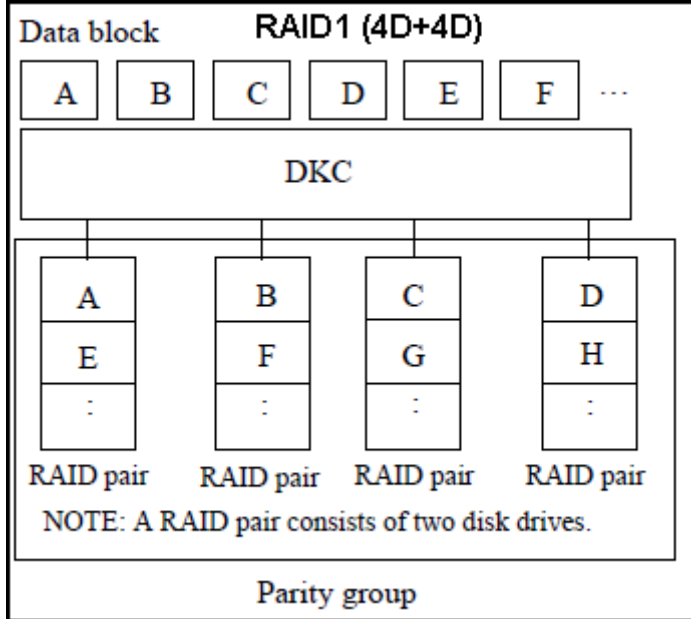 Data block RAID1 (4D+4D)
A B C D E F ...
DKC
A B C D
E F G H
: : : :
RAID pair RAID pair RAID pair RAID pair
NOTE: A RAID pair consists of two disk drives.
Parity group